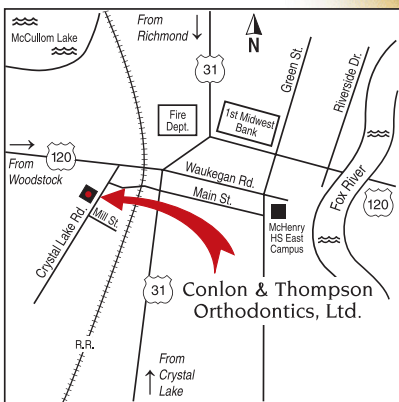 From
Richmond
N
McCullom Lake
31
Green St.
Riverside Dr.
Fire
Dept.
1st Midwest
Bank
120
From
Woodstock
Waukegan Rd.
Main St.
Fox River
120
Crystal Lake Rd.
Mill St.
McHenry
HS East
Campus
31
Conlon & Thompson
Orthodontics, Ltd.
R.R.
From
Crystal
Lake